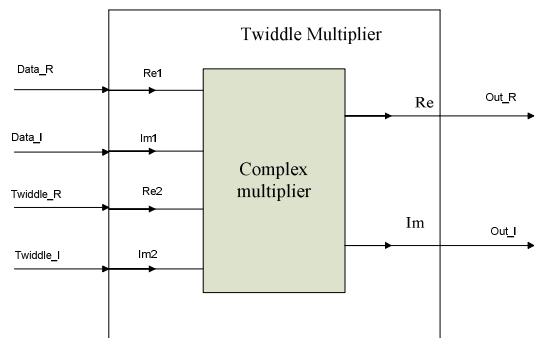 Twiddle Multiplier
Data_R
Re1
Re
Out_R
Data_I
Im1
Complex
multiplier
Twiddle_R
Re2
Im
Out_I
Twiddle_I
Im2